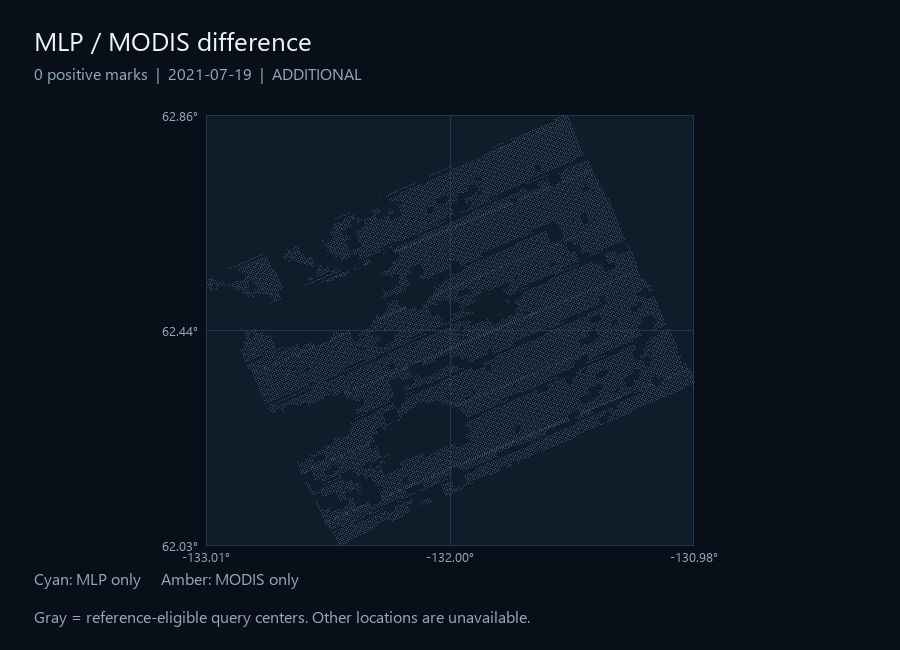 MLP / MODIS difference
0 positive marks | 2021-07-19 | ADDITIONAL
62.86°
62.44°
62.03°
-133.01° -132.00° -130.98°
Cyan: MLP only Amber: MODIS only
Gray = reference-eligible query centers. Other locations are unavailable.